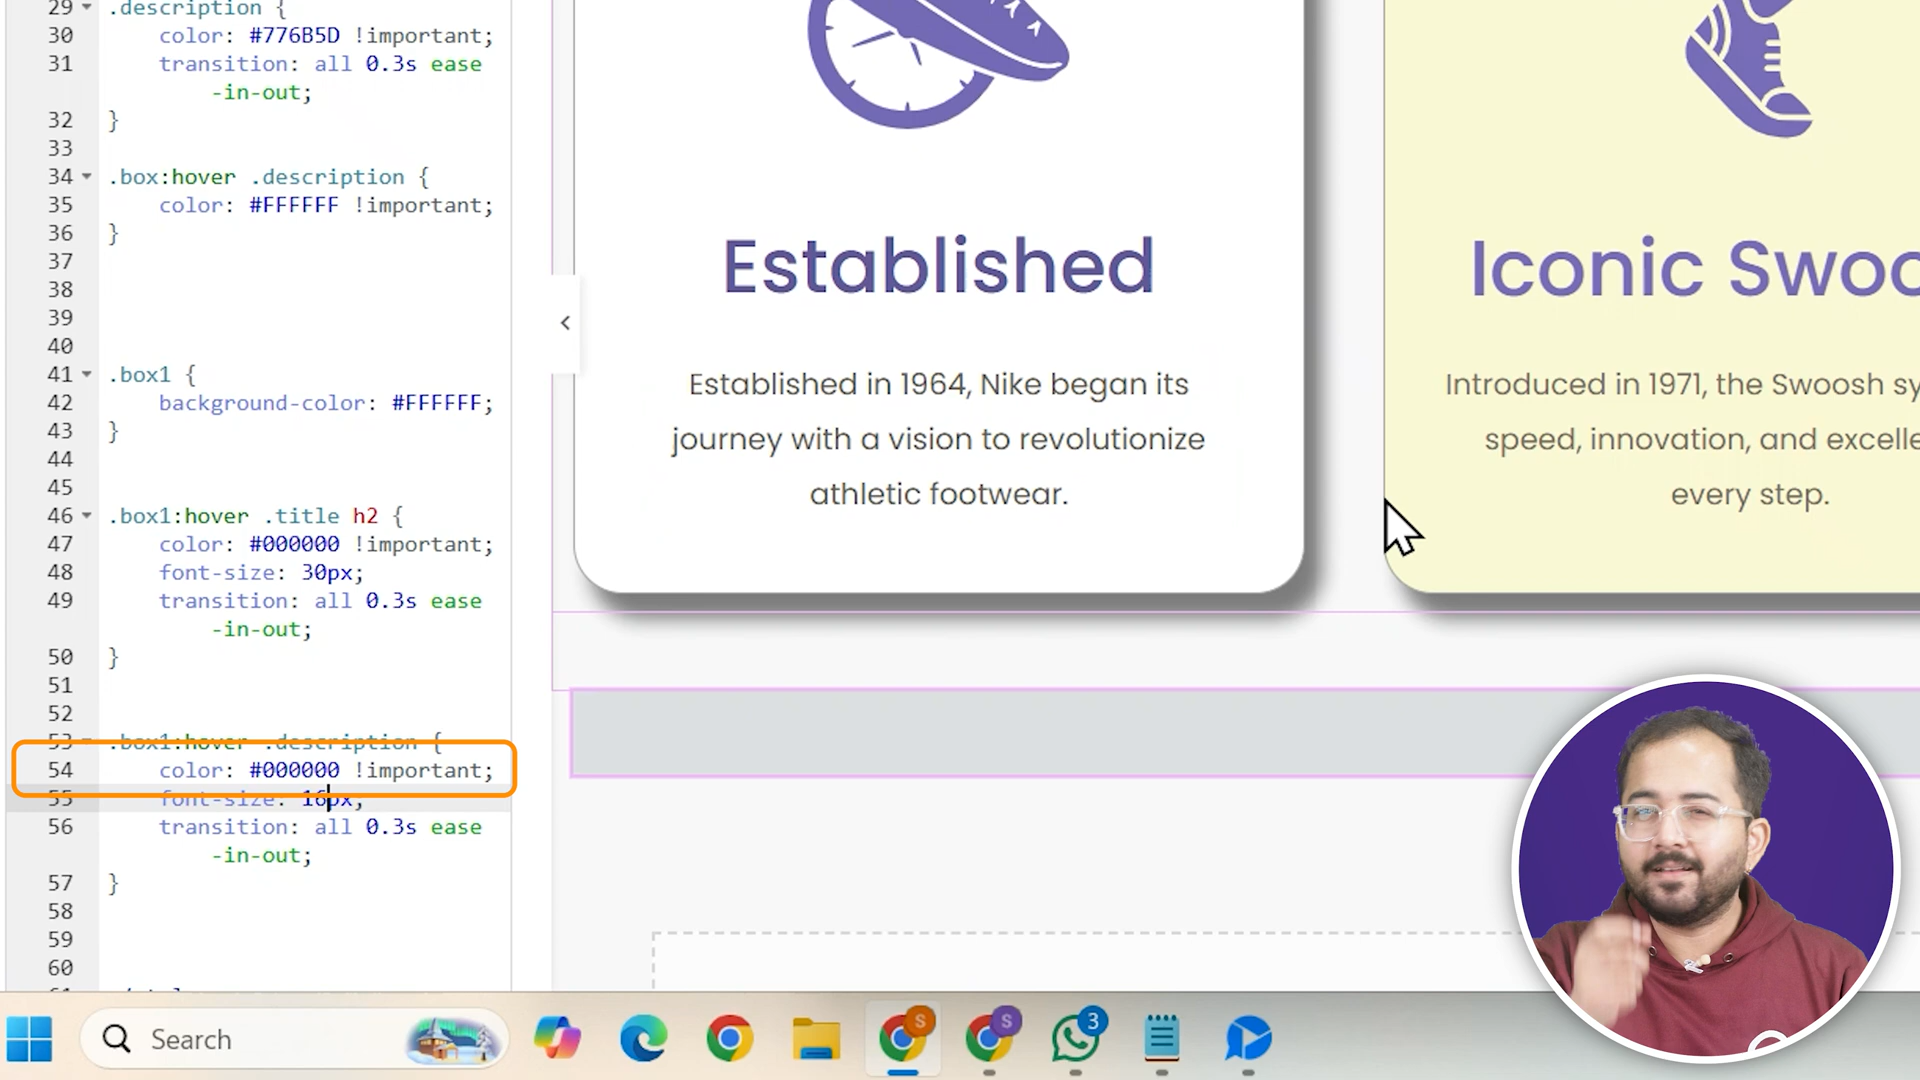 29 .description {
30 color: #776B5D !important;
31 transition: all 0.3s ease
-in-out;
32 }
33
34 .box:hover .description {
35 color: #FFFFFF !important;
36 }
37
38
39
40
41 .box1 {
42 background-color: #FFFFFF;
43 }
44
45
46 .box1:hover .title h2 {
47 color: #000000 !important;
48 font-size: 30px;
49 transition: all 0.3s ease
-in-out;
50 }
51
52
53 .box1:hover .description {
54 color: #000000 !important;
55 font-size: 16px;
56 transition: all 0.3s ease
-in-out;
57 }
58
59
60
Established
Established in 1964, Nike began its
journey with a vision to revolutionize
athletic footwear.
Iconic
Introduced in 1971, the Swoosh
speed, innovation, and
every step.
Search
S
S
3